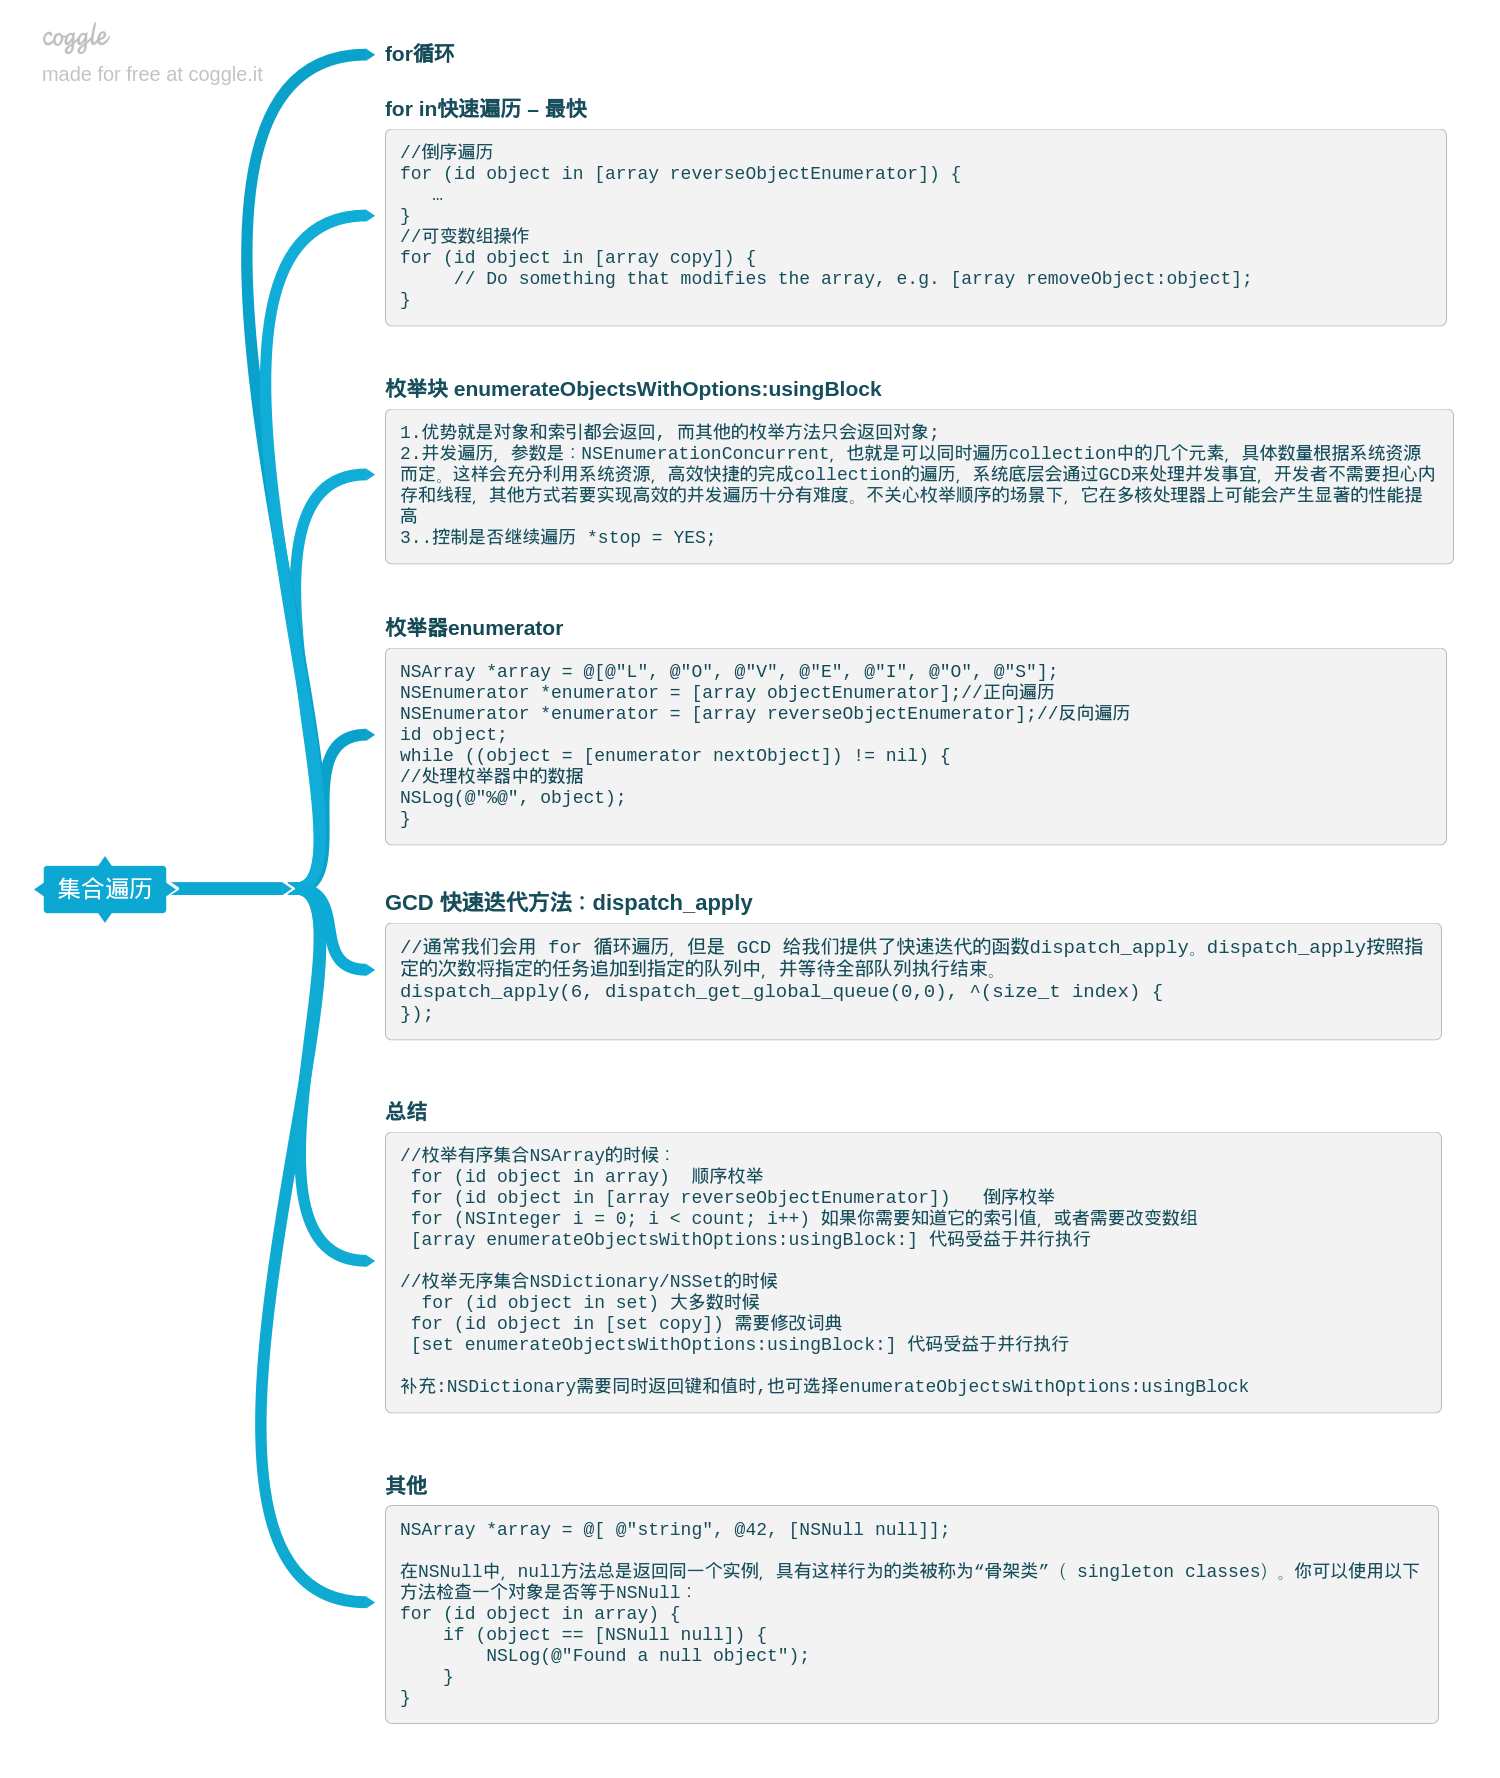 coggle
made for free at coggle.it
for循环
for in快速遍历 – 最快
//倒序遍历
for (id object in [array reverseObjectEnumerator]) {
   …
}
//可变数组操作
for (id object in [array copy]) {
     // Do something that modifies the array, e.g. [array removeObject:object];
}
枚举块 enumerateObjectsWithOptions:usingBlock
1.优势就是对象和索引都会返回, 而其他的枚举方法只会返回对象;
2.并发遍历，参数是：NSEnumerationConcurrent，也就是可以同时遍历collection中的几个元素，具体数量根据系统资源
而定。这样会充分利用系统资源，高效快捷的完成collection的遍历，系统底层会通过GCD来处理并发事宜，开发者不需要担心内
存和线程，其他方式若要实现高效的并发遍历十分有难度。不关心枚举顺序的场景下，它在多核处理器上可能会产生显著的性能提
高
3..控制是否继续遍历 *stop = YES;
枚举器enumerator
NSArray *array = @[@"L", @"O", @"V", @"E", @"I", @"O", @"S"];
NSEnumerator *enumerator = [array objectEnumerator];//正向遍历
NSEnumerator *enumerator = [array reverseObjectEnumerator];//反向遍历
id object;
while ((object = [enumerator nextObject]) != nil) {
//处理枚举器中的数据
NSLog(@"%@", object);
}
集合遍历
GCD 快速迭代方法：dispatch_apply
//通常我们会用 for 循环遍历，但是 GCD 给我们提供了快速迭代的函数dispatch_apply。dispatch_apply按照指
定的次数将指定的任务追加到指定的队列中，并等待全部队列执行结束。
dispatch_apply(6, dispatch_get_global_queue(0,0), ^(size_t index) {
});
总结
//枚举有序集合NSArray的时候：
 for (id object in array)  顺序枚举
 for (id object in [array reverseObjectEnumerator])   倒序枚举
 for (NSInteger i = 0; i < count; i++) 如果你需要知道它的索引值，或者需要改变数组
 [array enumerateObjectsWithOptions:usingBlock:] 代码受益于并行执行
//枚举无序集合NSDictionary/NSSet的时候
  for (id object in set) 大多数时候
 for (id object in [set copy]) 需要修改词典
 [set enumerateObjectsWithOptions:usingBlock:] 代码受益于并行执行
补充:NSDictionary需要同时返回键和值时,也可选择enumerateObjectsWithOptions:usingBlock
其他
NSArray *array = @[ @"string", @42, [NSNull null]];
在NSNull中，null方法总是返回同一个实例，具有这样行为的类被称为“骨架类”（ singleton classes）。你可以使用以下
方法检查一个对象是否等于NSNull：
for (id object in array) {
    if (object == [NSNull null]) {
        NSLog(@"Found a null object");
    }
}